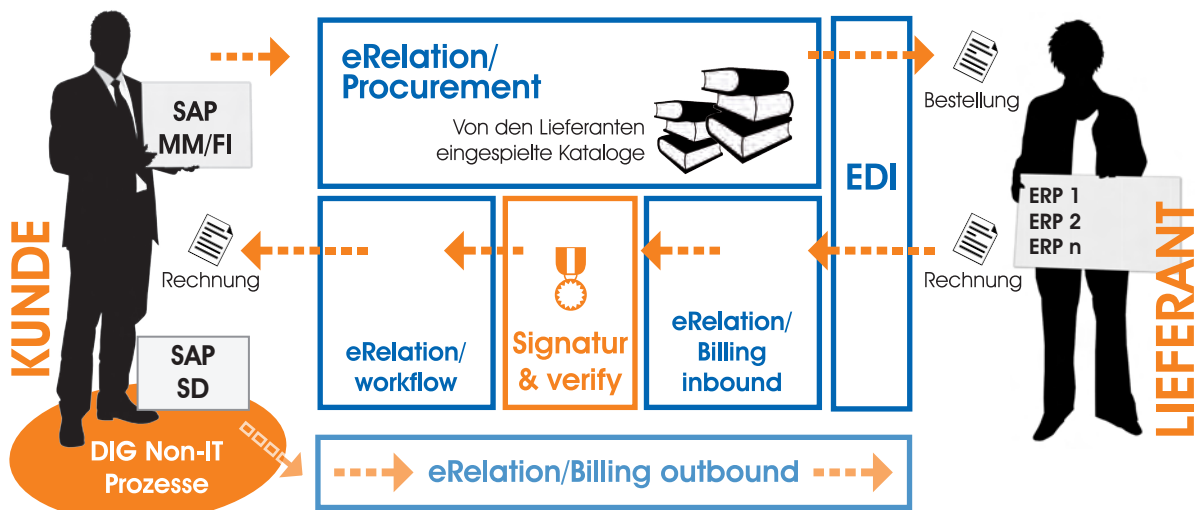 KUNDE
SAP
MM/FI
eRelation/
Procurement
Von den Lieferanten
eingespielte Kataloge
EDI
Bestellung
ERP 1
ERP 2
ERP n
LIEFERANT
Rechnung
eRelation/
workflow
Signatur
& verify
eRelation/
Billing
inbound
Rechnung
SAP
SD
DIG Non-IT
Prozesse
eRelation/Billing outbound